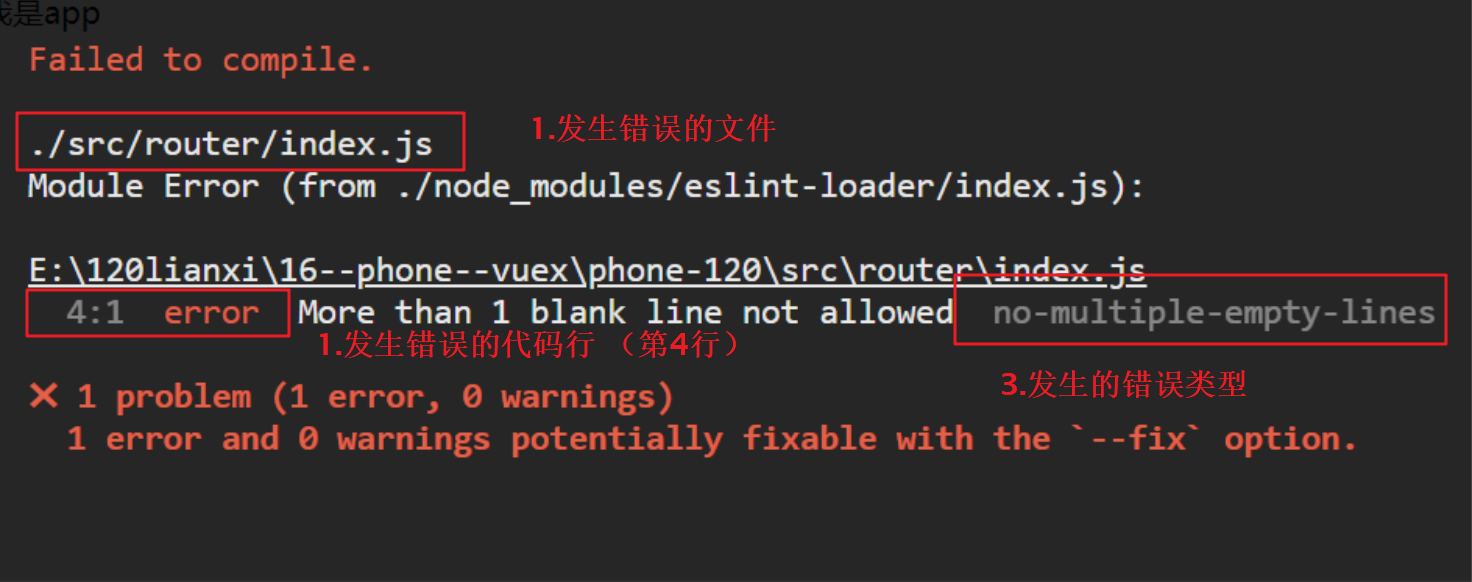 我是app
Failed to compile.
./src/router/index.js
1.发生错误的文件
Module Error (from ./node_modules/eslint-loader/index.js):
E:\120lianxi\16--phone--vuex\phone-120\src\router\index.js
4:1 error More than 1 blank line not allowed no-multiple-empty-lines
1.发生错误的代码行 （第4行）
3.发生的错误类型
✕ 1 problem (1 error, 0 warnings)
1 error and 0 warnings potentially fixable with the `--fix` option.